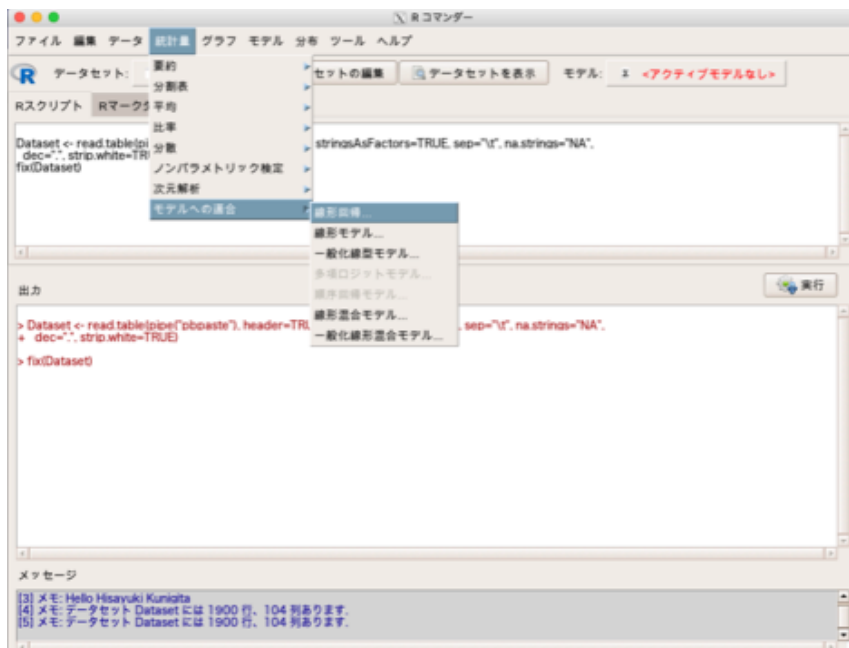 R コマンダー
ファイル 編集 データ 統計量 グラフ モデル 分布 ツール ヘルプ
R データセット: セットの編集 データセットを表示 モデル: Σ <アクティブモデルなし>
Rスクリプト Rマークダ
要約
分割表
平均
比率
分散
ノンパラメトリック検定
次元解析
モデルへの適合
線形回帰...
線形モデル...
一般化線型モデル...
多項ロジットモデル...
順序回帰モデル...
線形混合モデル...
一般化線形混合モデル...
Dataset <- read.table(pi stringsAsFactors=TRUE, sep="\t", na.strings="NA",
dec=".", strip.white=TR
fix(Dataset)
出力
実行
> Dataset <- read.table(pipe("pbpaste"), header=TRU , sep="\t", na.strings="NA",
+ dec=".", strip.white=TRUE)
> fix(Dataset)
メッセージ
[3] メモ: Hello Hisayuki Kunigita
[4] メモ: データセット Dataset には 1900 行、104 列あります.
[5] メモ: データセット Dataset には 1900 行、104 列あります.